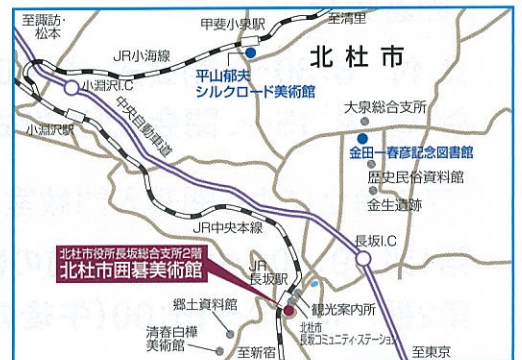 至諏訪・
松本
甲斐小泉駅
至清里
JR小海線
北杜市
平山郁夫
シルクロード美術館
小淵沢I.C
大泉総合支所
中央自動車道
小淵沢駅
金田一春彦記念図書館
歴史民俗資料館
金生遺跡
JR中央本線
長坂I.C
北杜市役所長坂総合支所2階
北杜市囲碁美術館
JR
長坂駅
郷土資料館
観光案内所
北杜市
長坂コミュニティ・ステーション
清春白樺
美術館
至新宿
至東京